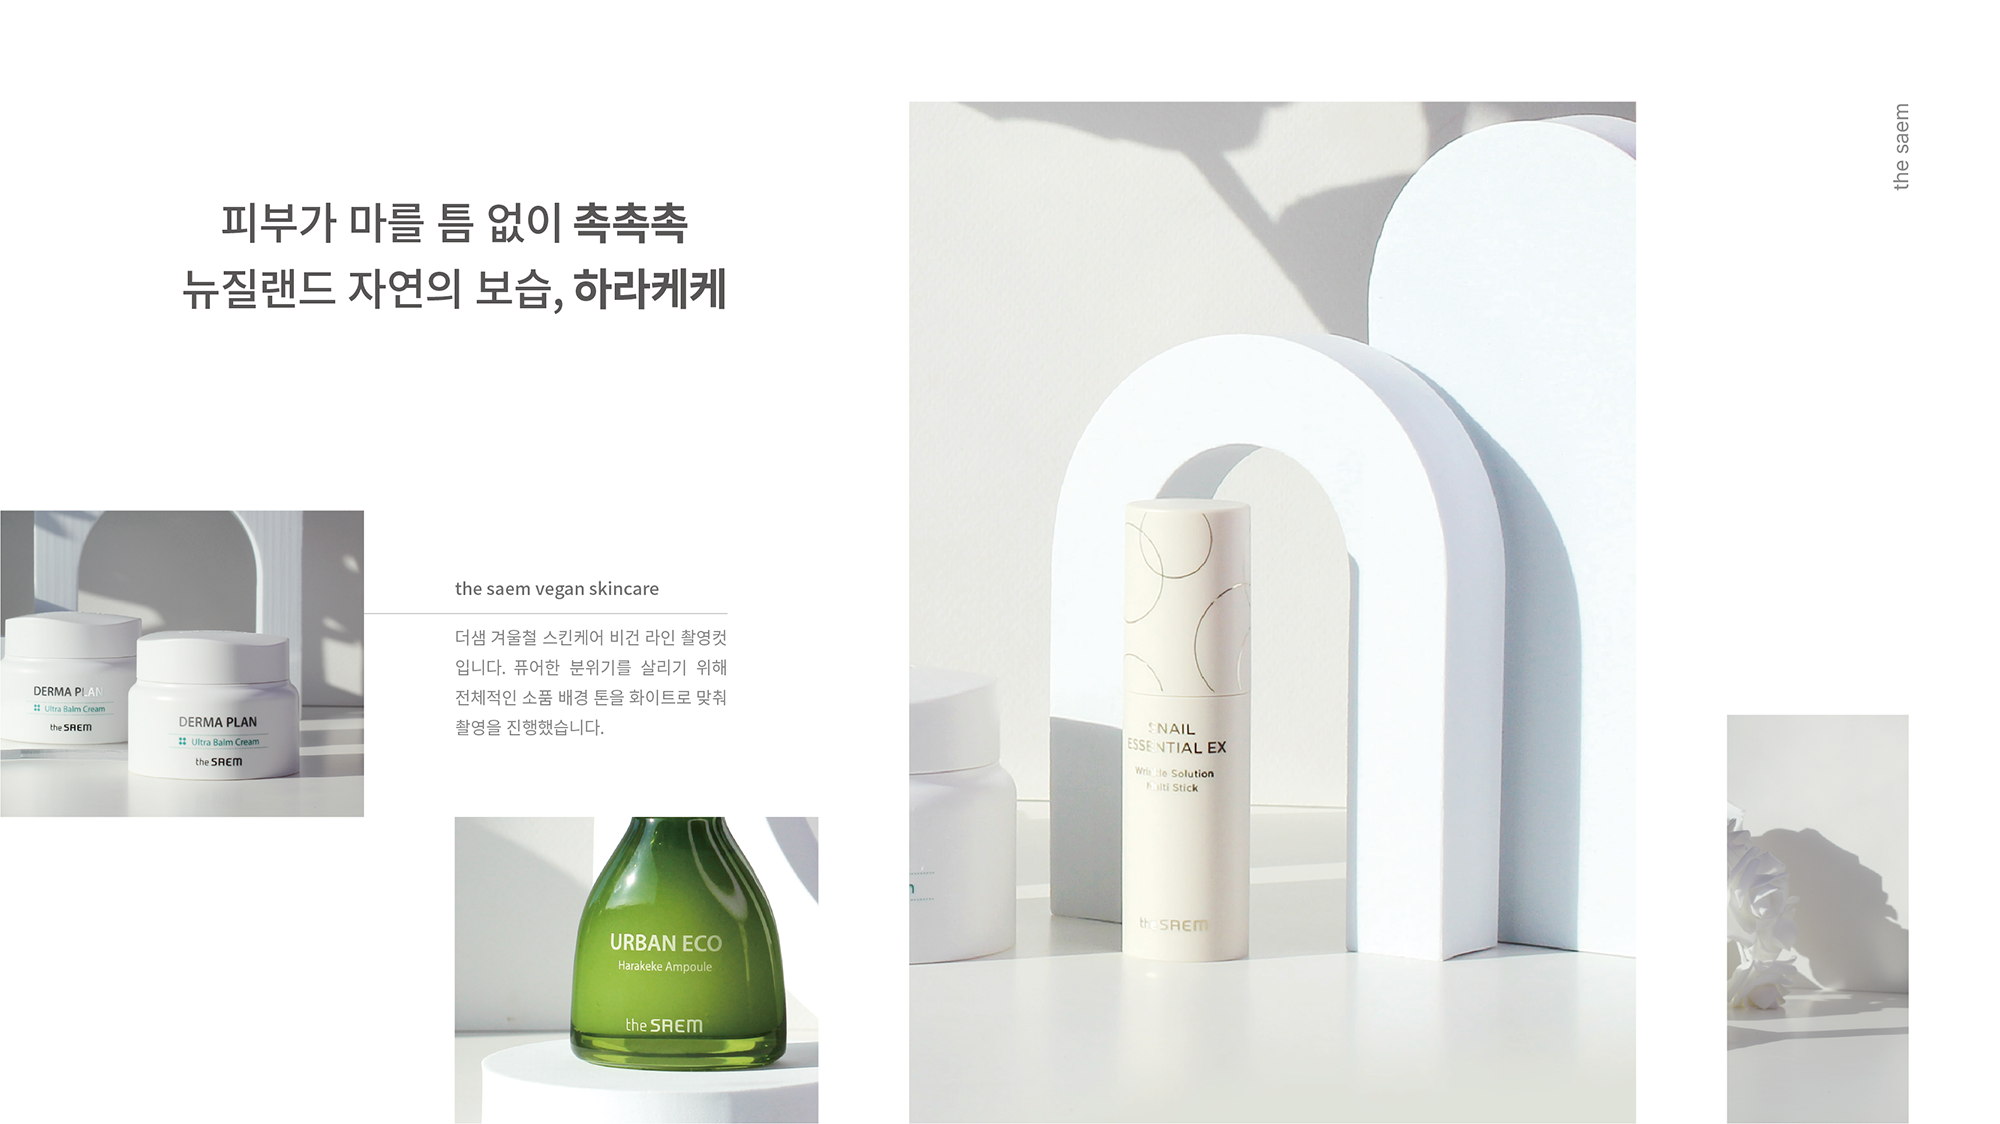 the saem
피부가 마를 틈 없이 촉촉촉
뉴질랜드 자연의 보습, 하라케케
the saem vegan skincare
더샘 겨울철 스킨케어 비건 라인 촬영컷
입니다. 퓨어한 분위기를 살리기 위해
전체적인 소품 배경 톤을 화이트로 맞춰
촬영을 진행했습니다.
DERMA PLAN
Ultra Balm Cream
the SAEM
DERMA PLAN
Ultra Balm Cream
the SAEM
URBAN ECO
Harakeke Ampoule
the SAEM
SNAIL
ESSENTIAL EX
Wrinkle Solution
Multi Stick
the SAEM